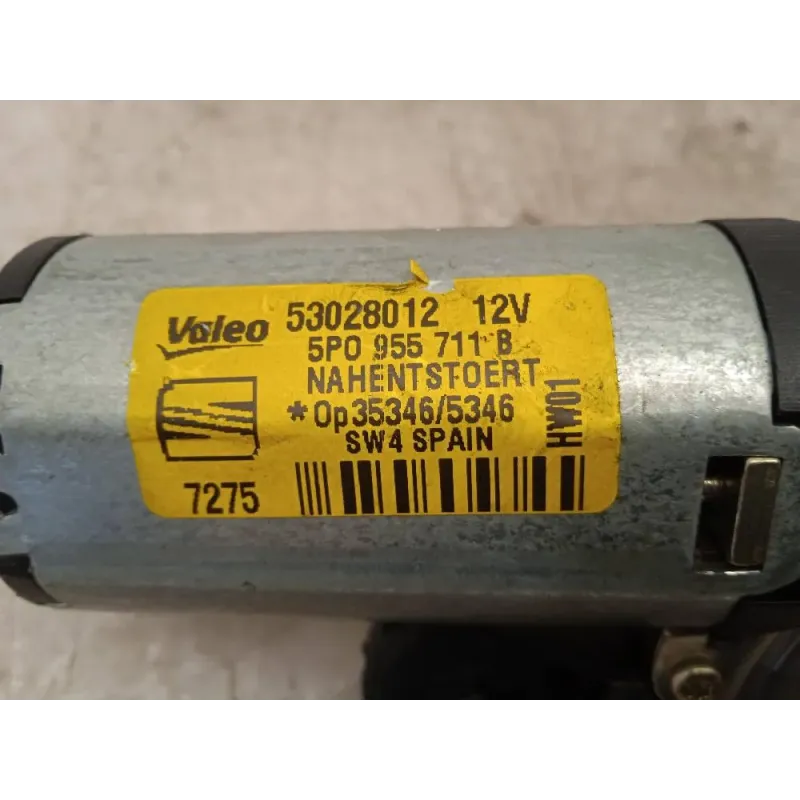 Valeo 53028012 12V
5P0 955 711 B
NAHENTSTOERT
*Op35346/5346
SW4 SPAIN
HW01
7275